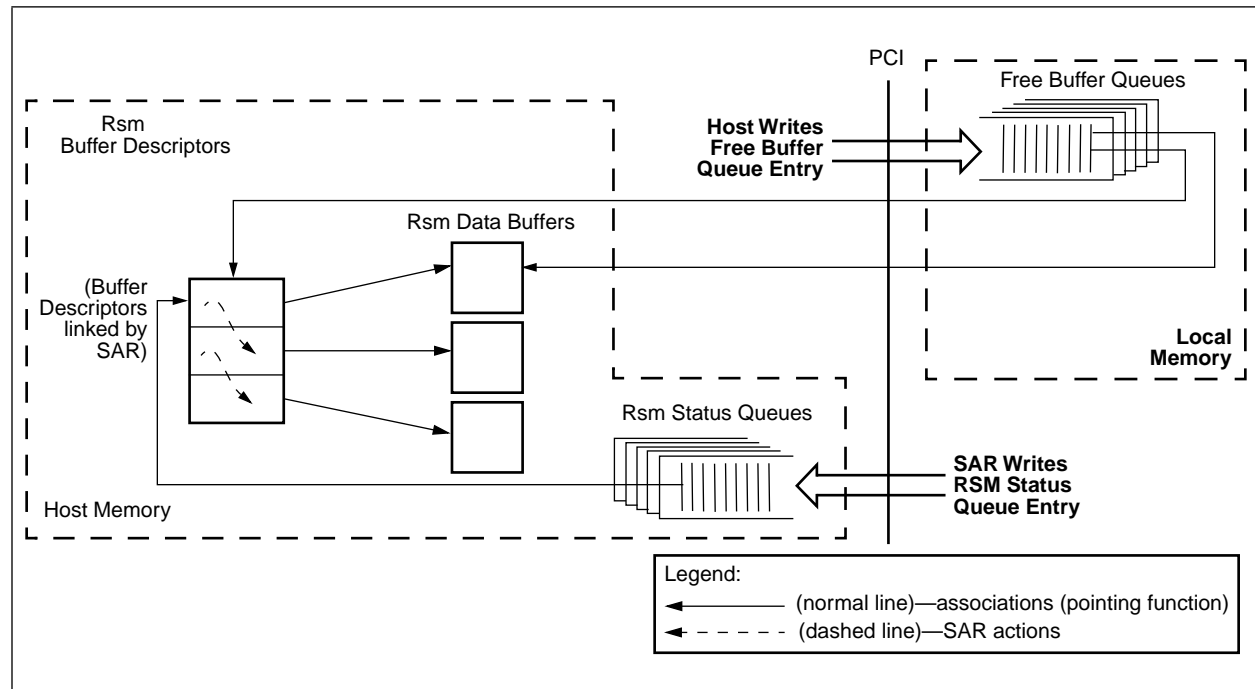 PCI
Free Buffer Queues
Rsm
Buffer Descriptors
Host Writes
Free Buffer
Queue Entry
Rsm Data Buffers
(Buffer
Descriptors
linked by
SAR)
Local
Memory
Rsm Status Queues
SAR Writes
RSM Status
Queue Entry
Host Memory
Legend:
(normal line)—associations (pointing function)
(dashed line)—SAR actions